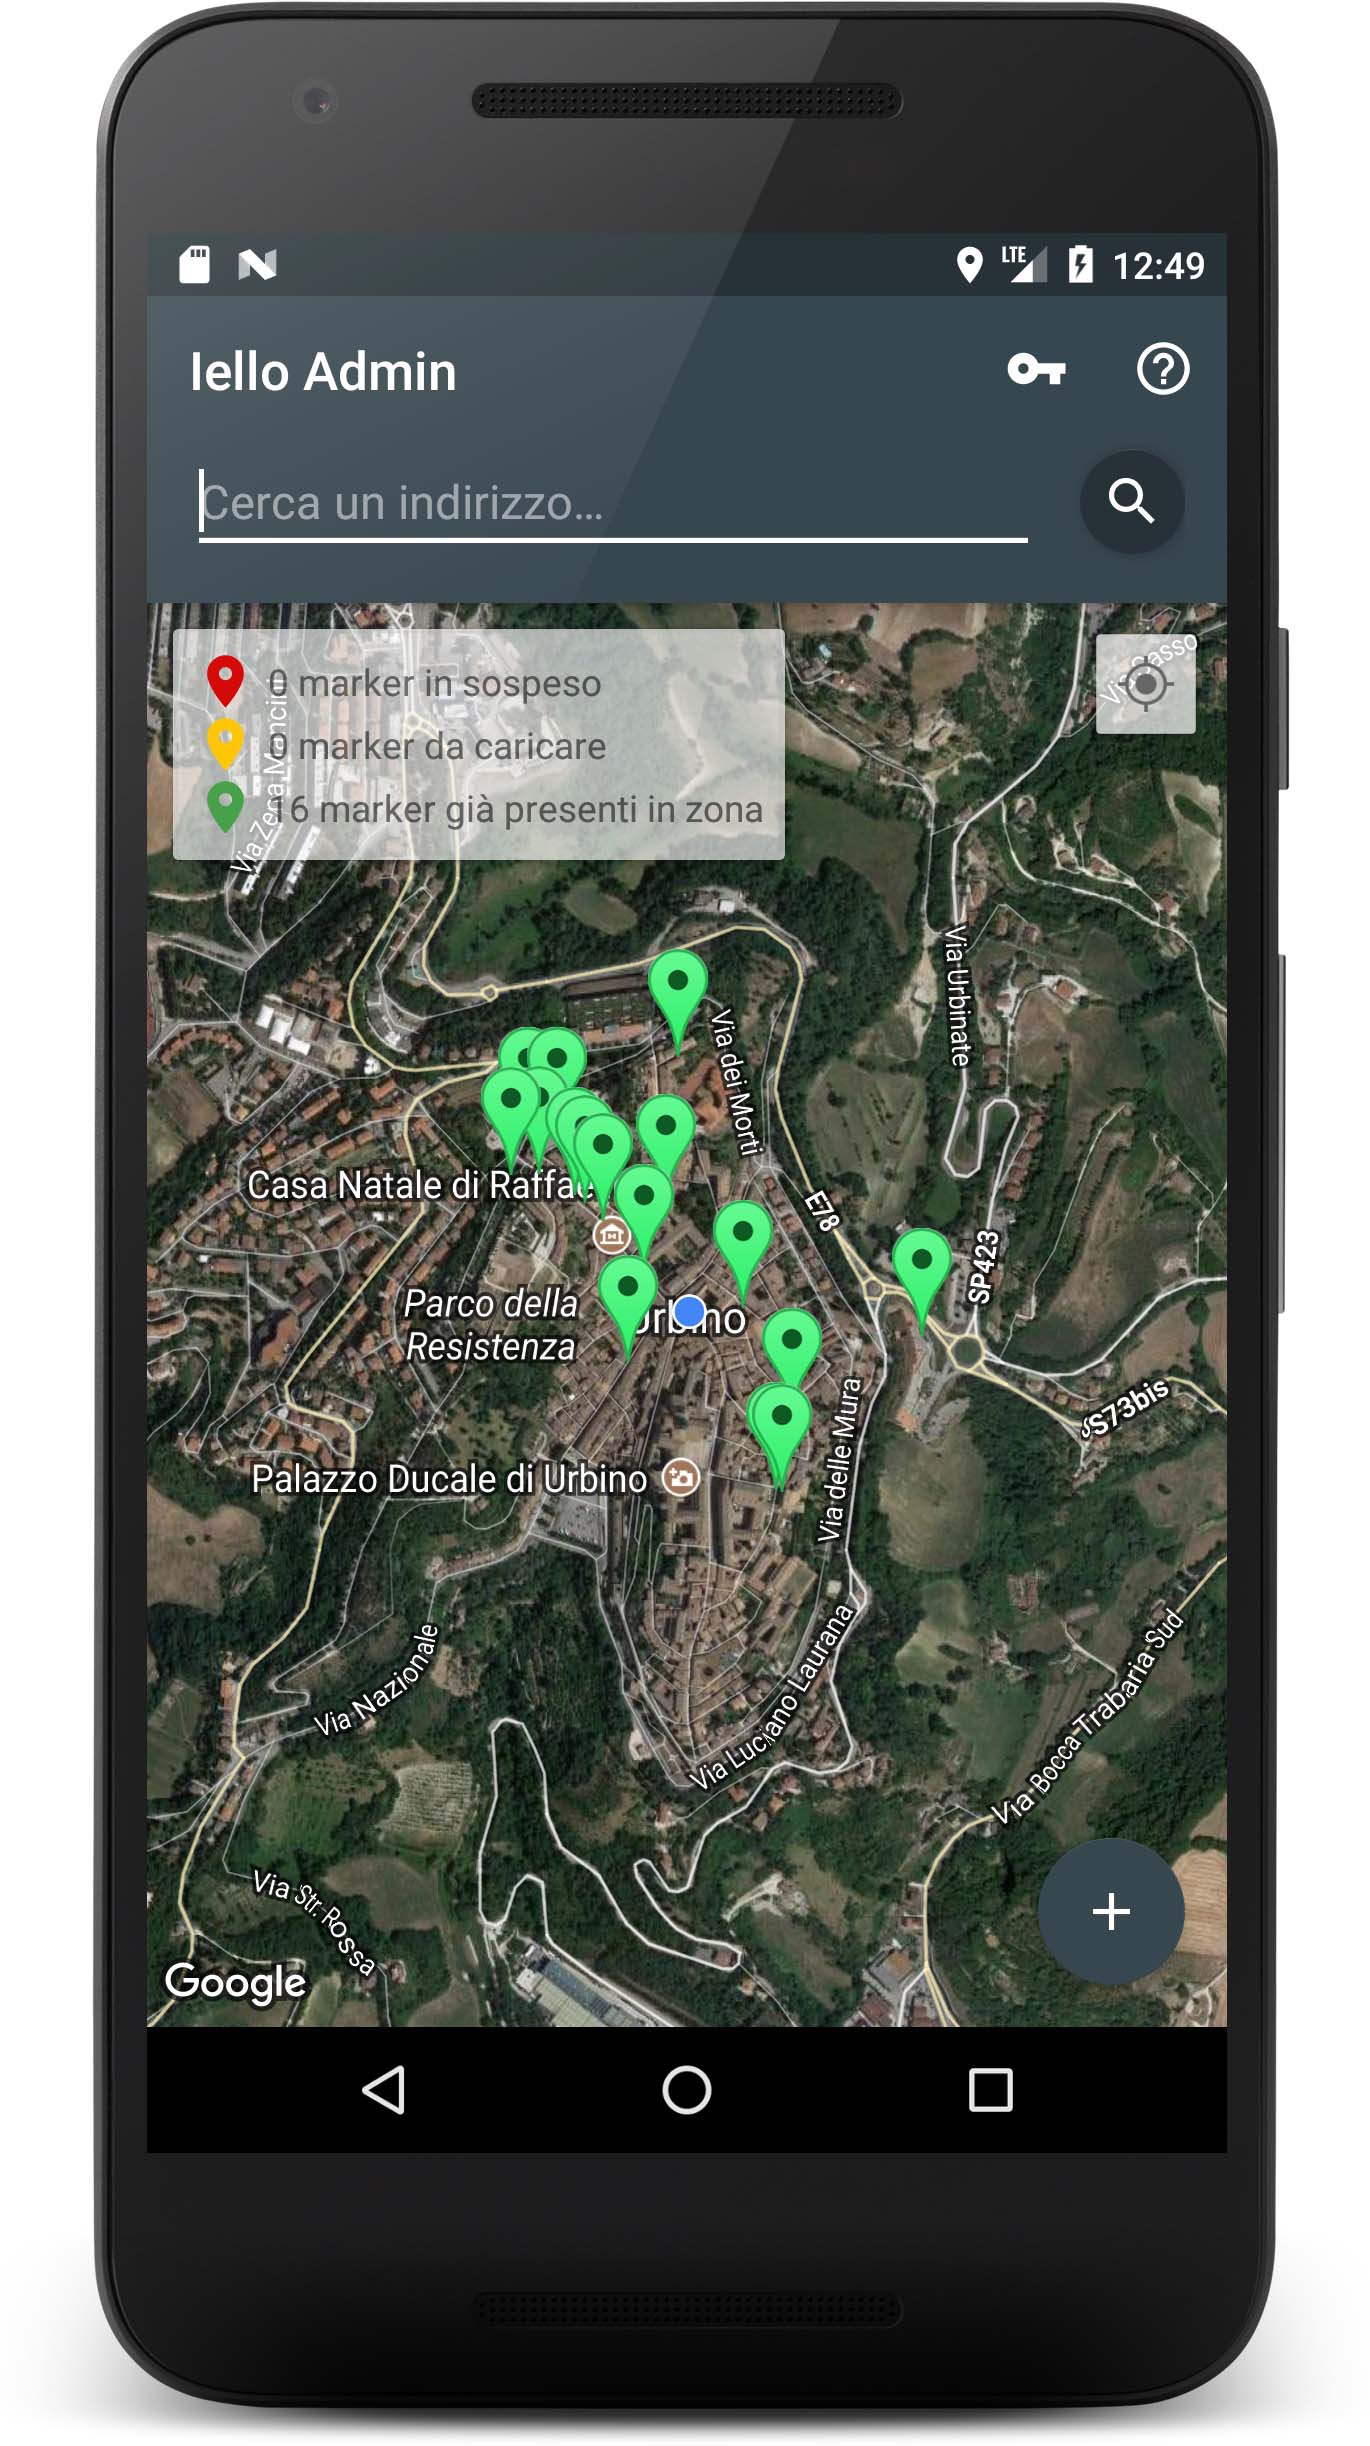 LTE 12:49
Iello Admin
Cerca un indirizzo...
0 marker in sospeso
0 marker da caricare
16 marker già presenti in zona
Via Zena Mancini
Via Urbinate
Via dei Morti
Casa Natale di Raffae
E78
SP423
Parco della
Resistenza
Urbino
SS73bis
Via delle Mura
Palazzo Ducale di Urbino
Via Nazionale
Via Luciano Laurana
Via Bocca Trabaria Sud
Via Str. Rossa
Google